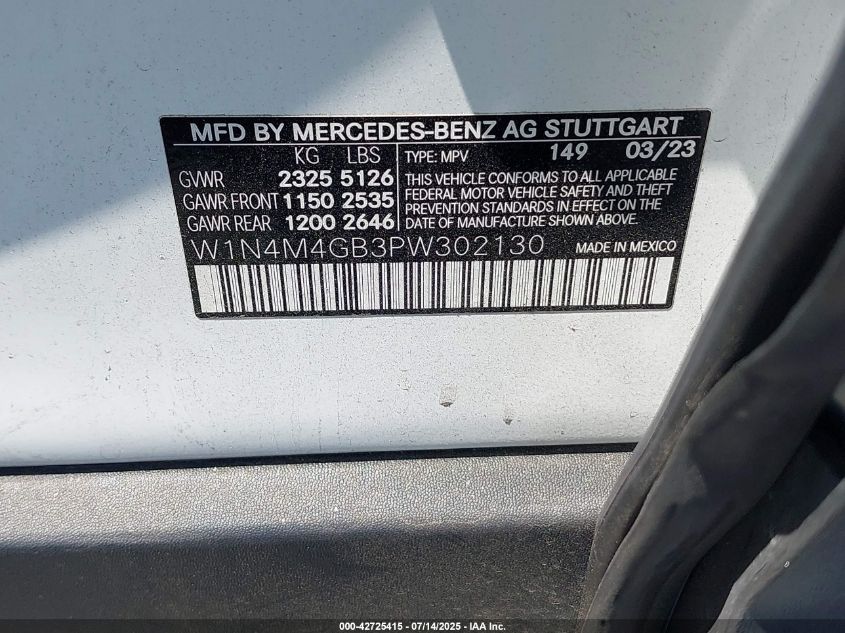 MFD BY MERCEDES-BENZ AG STUTTGART
KG LBS
GVWR 2325 5126
GAWR FRONT 1150 2535
GAWR REAR 1200 2646
TYPE: MPV 149 03/23
THIS VEHICLE CONFORMS TO ALL APPLICABLE
FEDERAL MOTOR VEHICLE SAFETY AND THEFT
PREVENTION STANDARDS IN EFFECT ON THE
DATE OF MANUFACTURE SHOWN ABOVE.
W1N4M4GB3PW302130 MADE IN MEXICO
000-42725415 - 07/14/2025 - IAA Inc.